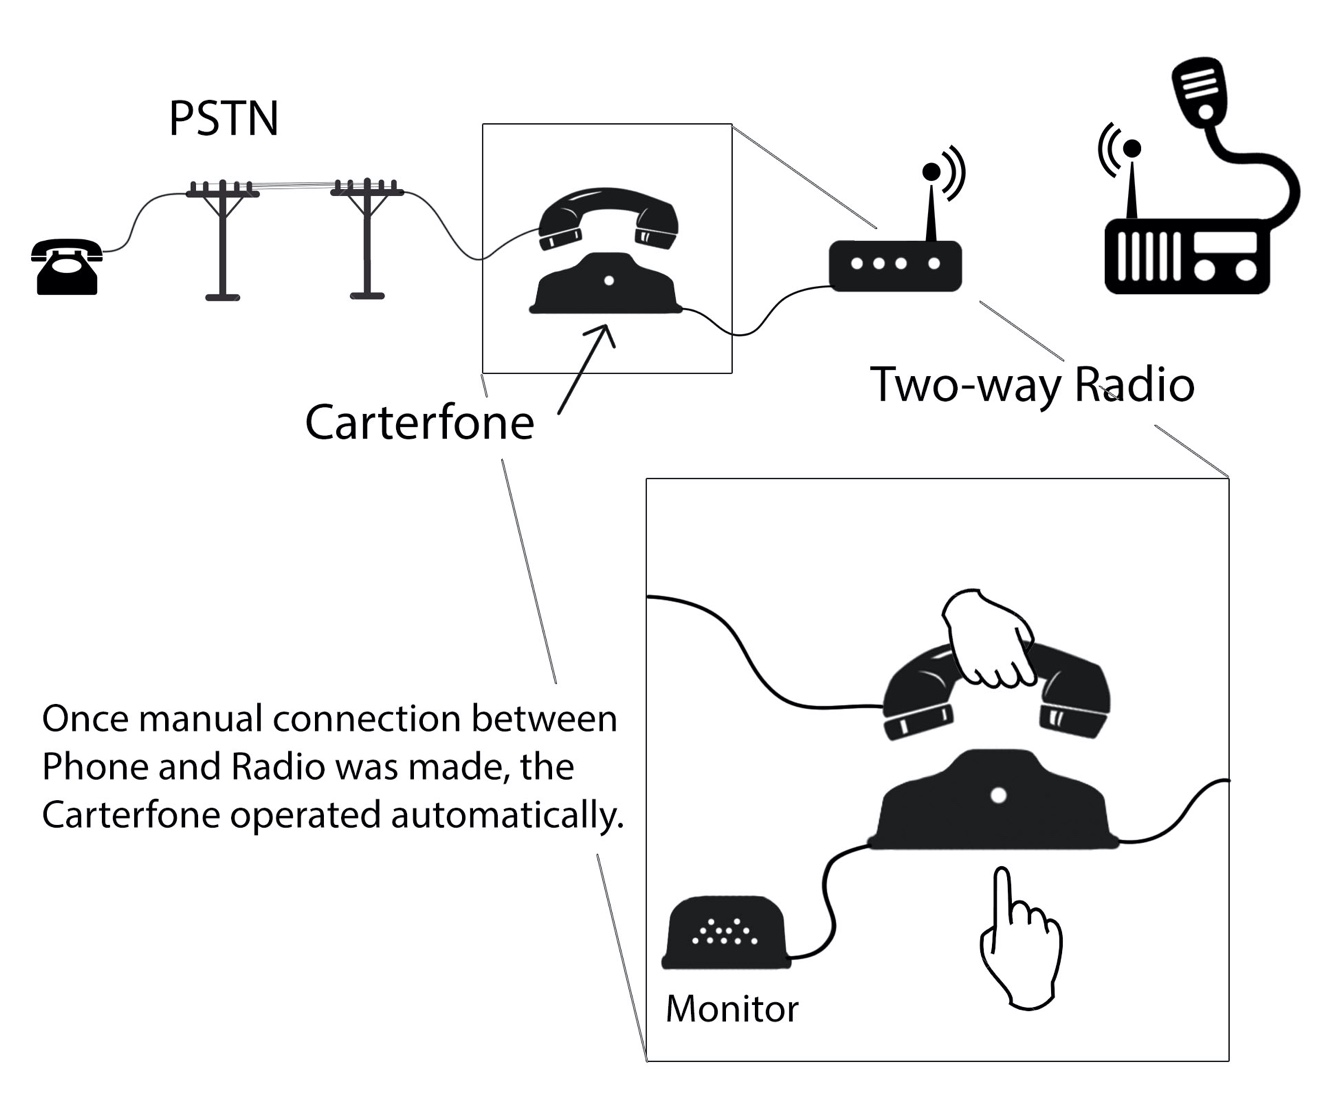 PSTN
Carterfone
Two-way Radio
Once manual connection between
Phone and Radio was made, the
Carterfone operated automatically.
Monitor